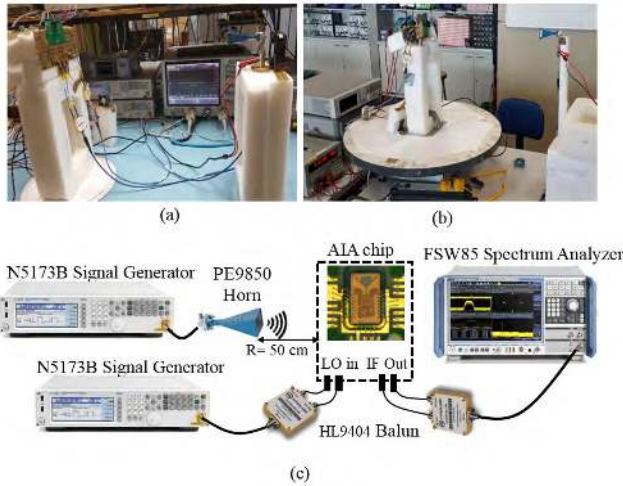 (a)
(b)
AIA chip
FSW85 Spectrum Analyzer
N5173B Signal Generator
PE9850
Horn
R= 50 cm
N5173B Signal Generator
LO in IF Out
HL9404 Balun
(c)